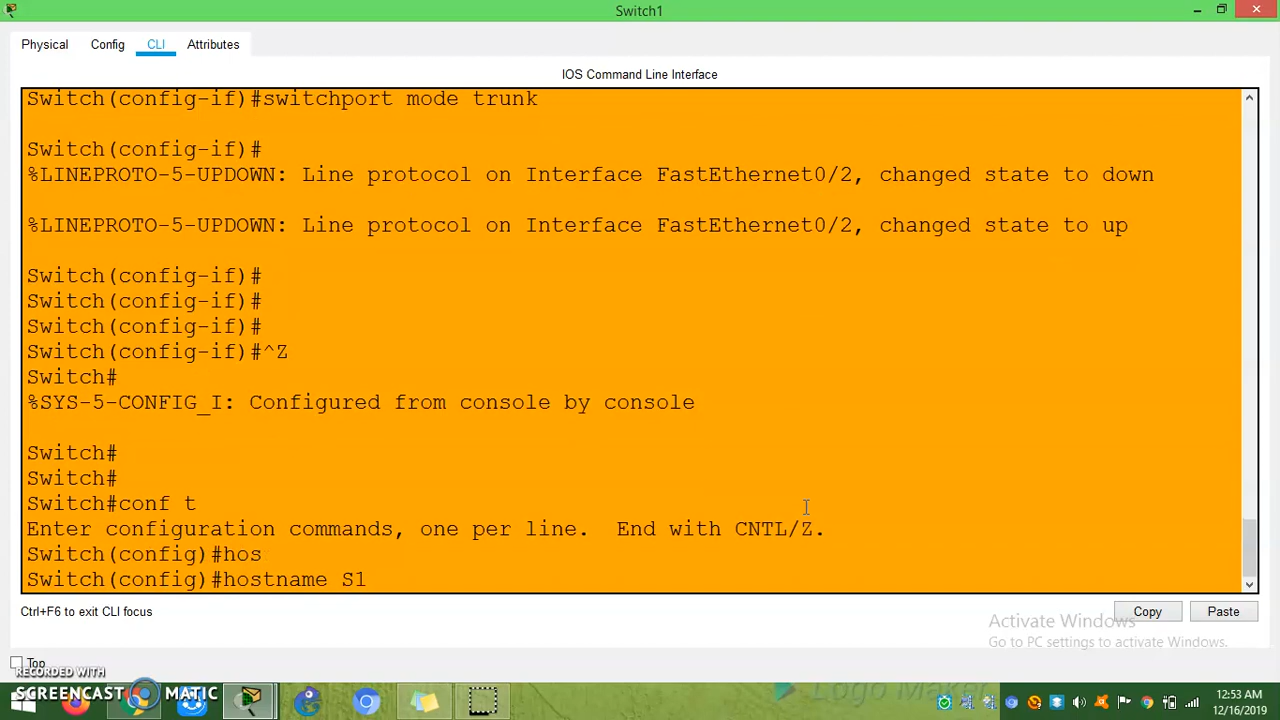 Switch1
Physical Config CLI Attributes
IOS Command Line Interface
Switch(config-if)#switchport mode trunk
Switch(config-if)#
%LINEPROTO-5-UPDOWN: Line protocol on Interface FastEthernet0/2, changed state to down
%LINEPROTO-5-UPDOWN: Line protocol on Interface FastEthernet0/2, changed state to up
Switch(config-if)#
Switch(config-if)#
Switch(config-if)#
Switch(config-if)#^Z
Switch#
%SYS-5-CONFIG_I: Configured from console by console
Switch#
Switch#
Switch#conf t
Enter configuration commands, one per line.  End with CNTL/Z.
Switch(config)#hos
Switch(config)#hostname S1
Ctrl+F6 to exit CLI focus
Copy Paste
Activate Windows
Go to PC settings to activate Windows.
Top
RECORDED WITH
SCREENCAST MATIC
Logo Make
12:53 AM
12/16/2019